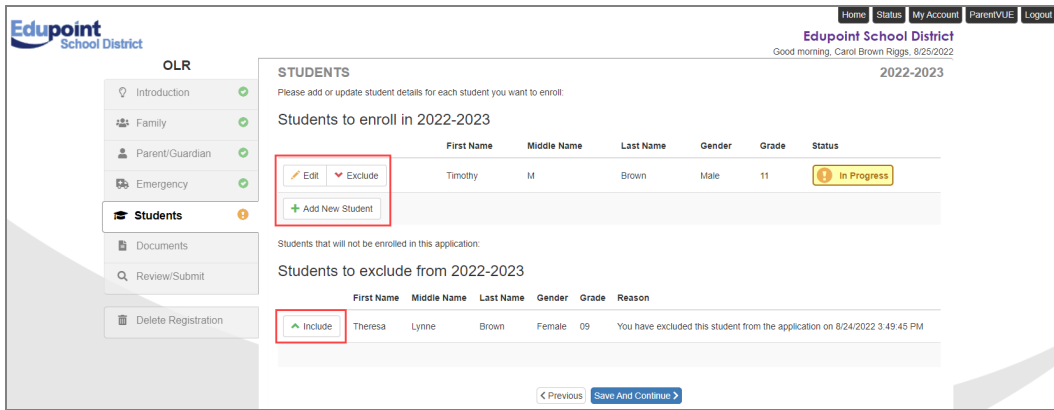 Home Status My Account ParentVUE Logout
Edupoint
School District
Edupoint School District
Good morning, Carol Brown Riggs, 8/25/2022
OLR
Introduction
Family
Parent/Guardian
Emergency
Students
Documents
Review/Submit
Delete Registration
STUDENTS 2022-2023
Please add or update student details for each student you want to enroll:
Students to enroll in 2022-2023
First Name Middle Name Last Name Gender Grade Status
Edit Exclude Timothy M Brown Male 11 In Progress
Add New Student
Students that will not be enrolled in this application:
Students to exclude from 2022-2023
First Name Middle Name Last Name Gender Grade Reason
Include Theresa Lynne Brown Female 09 You have excluded this student from the application on 8/24/2022 3:49:45 PM
Previous Save And Continue